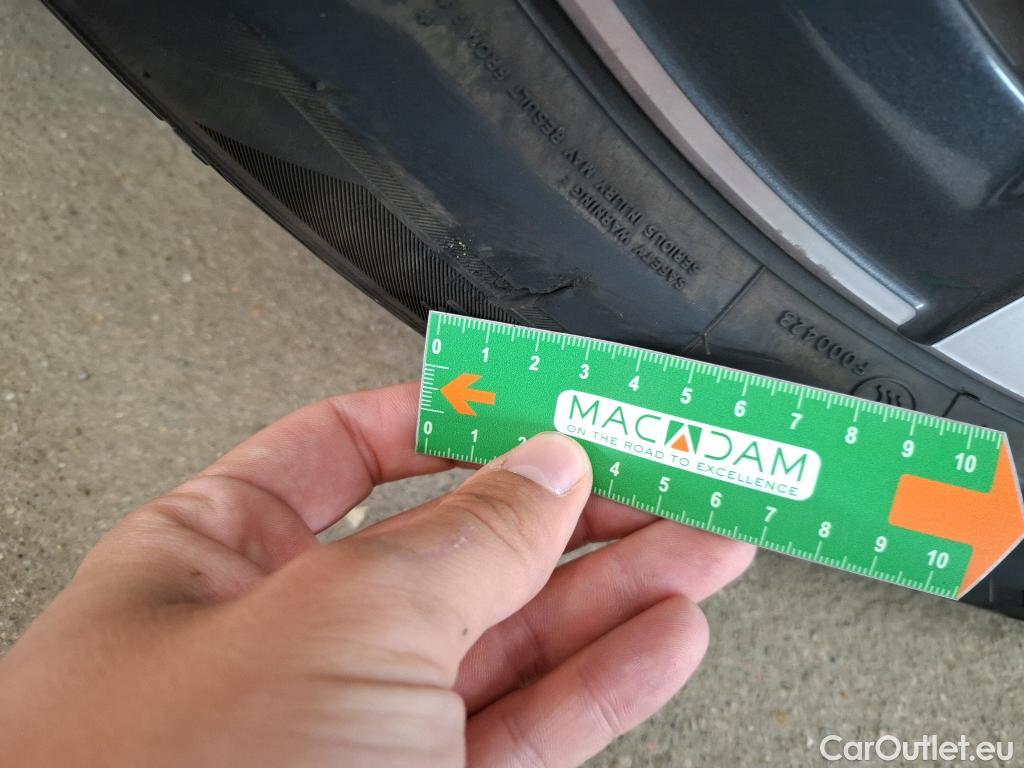 SAFETY WARNING :
SERIOUS INJURY MAY RESULT FROM
F000423
0 1 2 3 4 5 6 7 8 9 10
MACADAM
ON THE ROAD TO EXCELLENCE
0 1 2 4 5 6 7 8 9 10
CarOutlet.eu